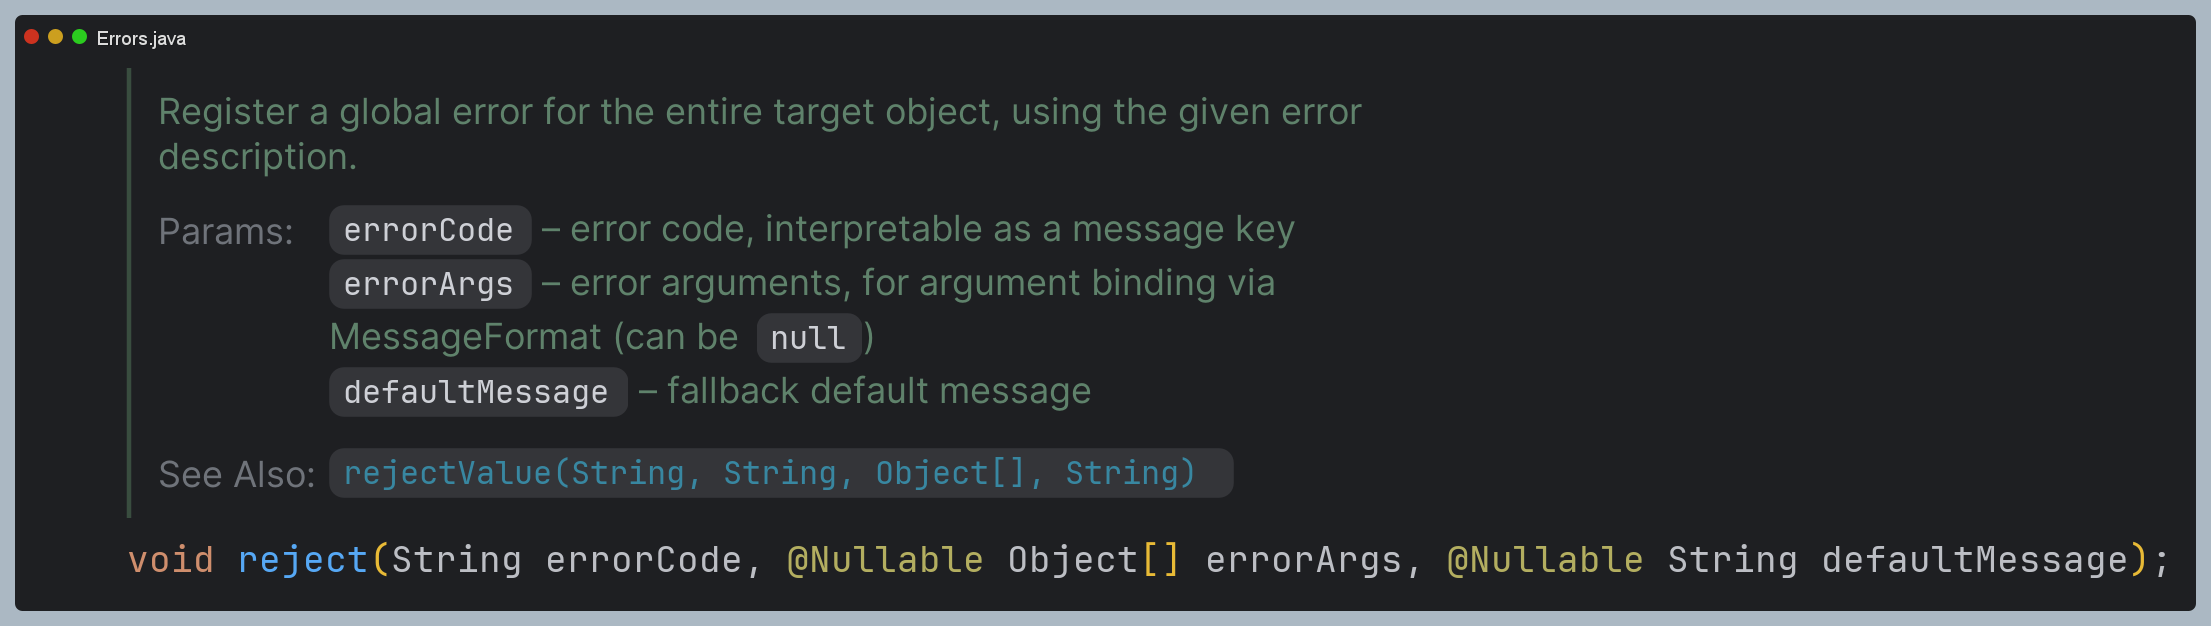 Errors.java
Register a global error for the entire target object, using the given error
description.
Params: errorCode – error code, interpretable as a message key
errorArgs – error arguments, for argument binding via
MessageFormat (can be null)
defaultMessage – fallback default message
See Also: rejectValue(String, String, Object[], String)
void reject(String errorCode, @Nullable Object[] errorArgs, @Nullable String defaultMessage);